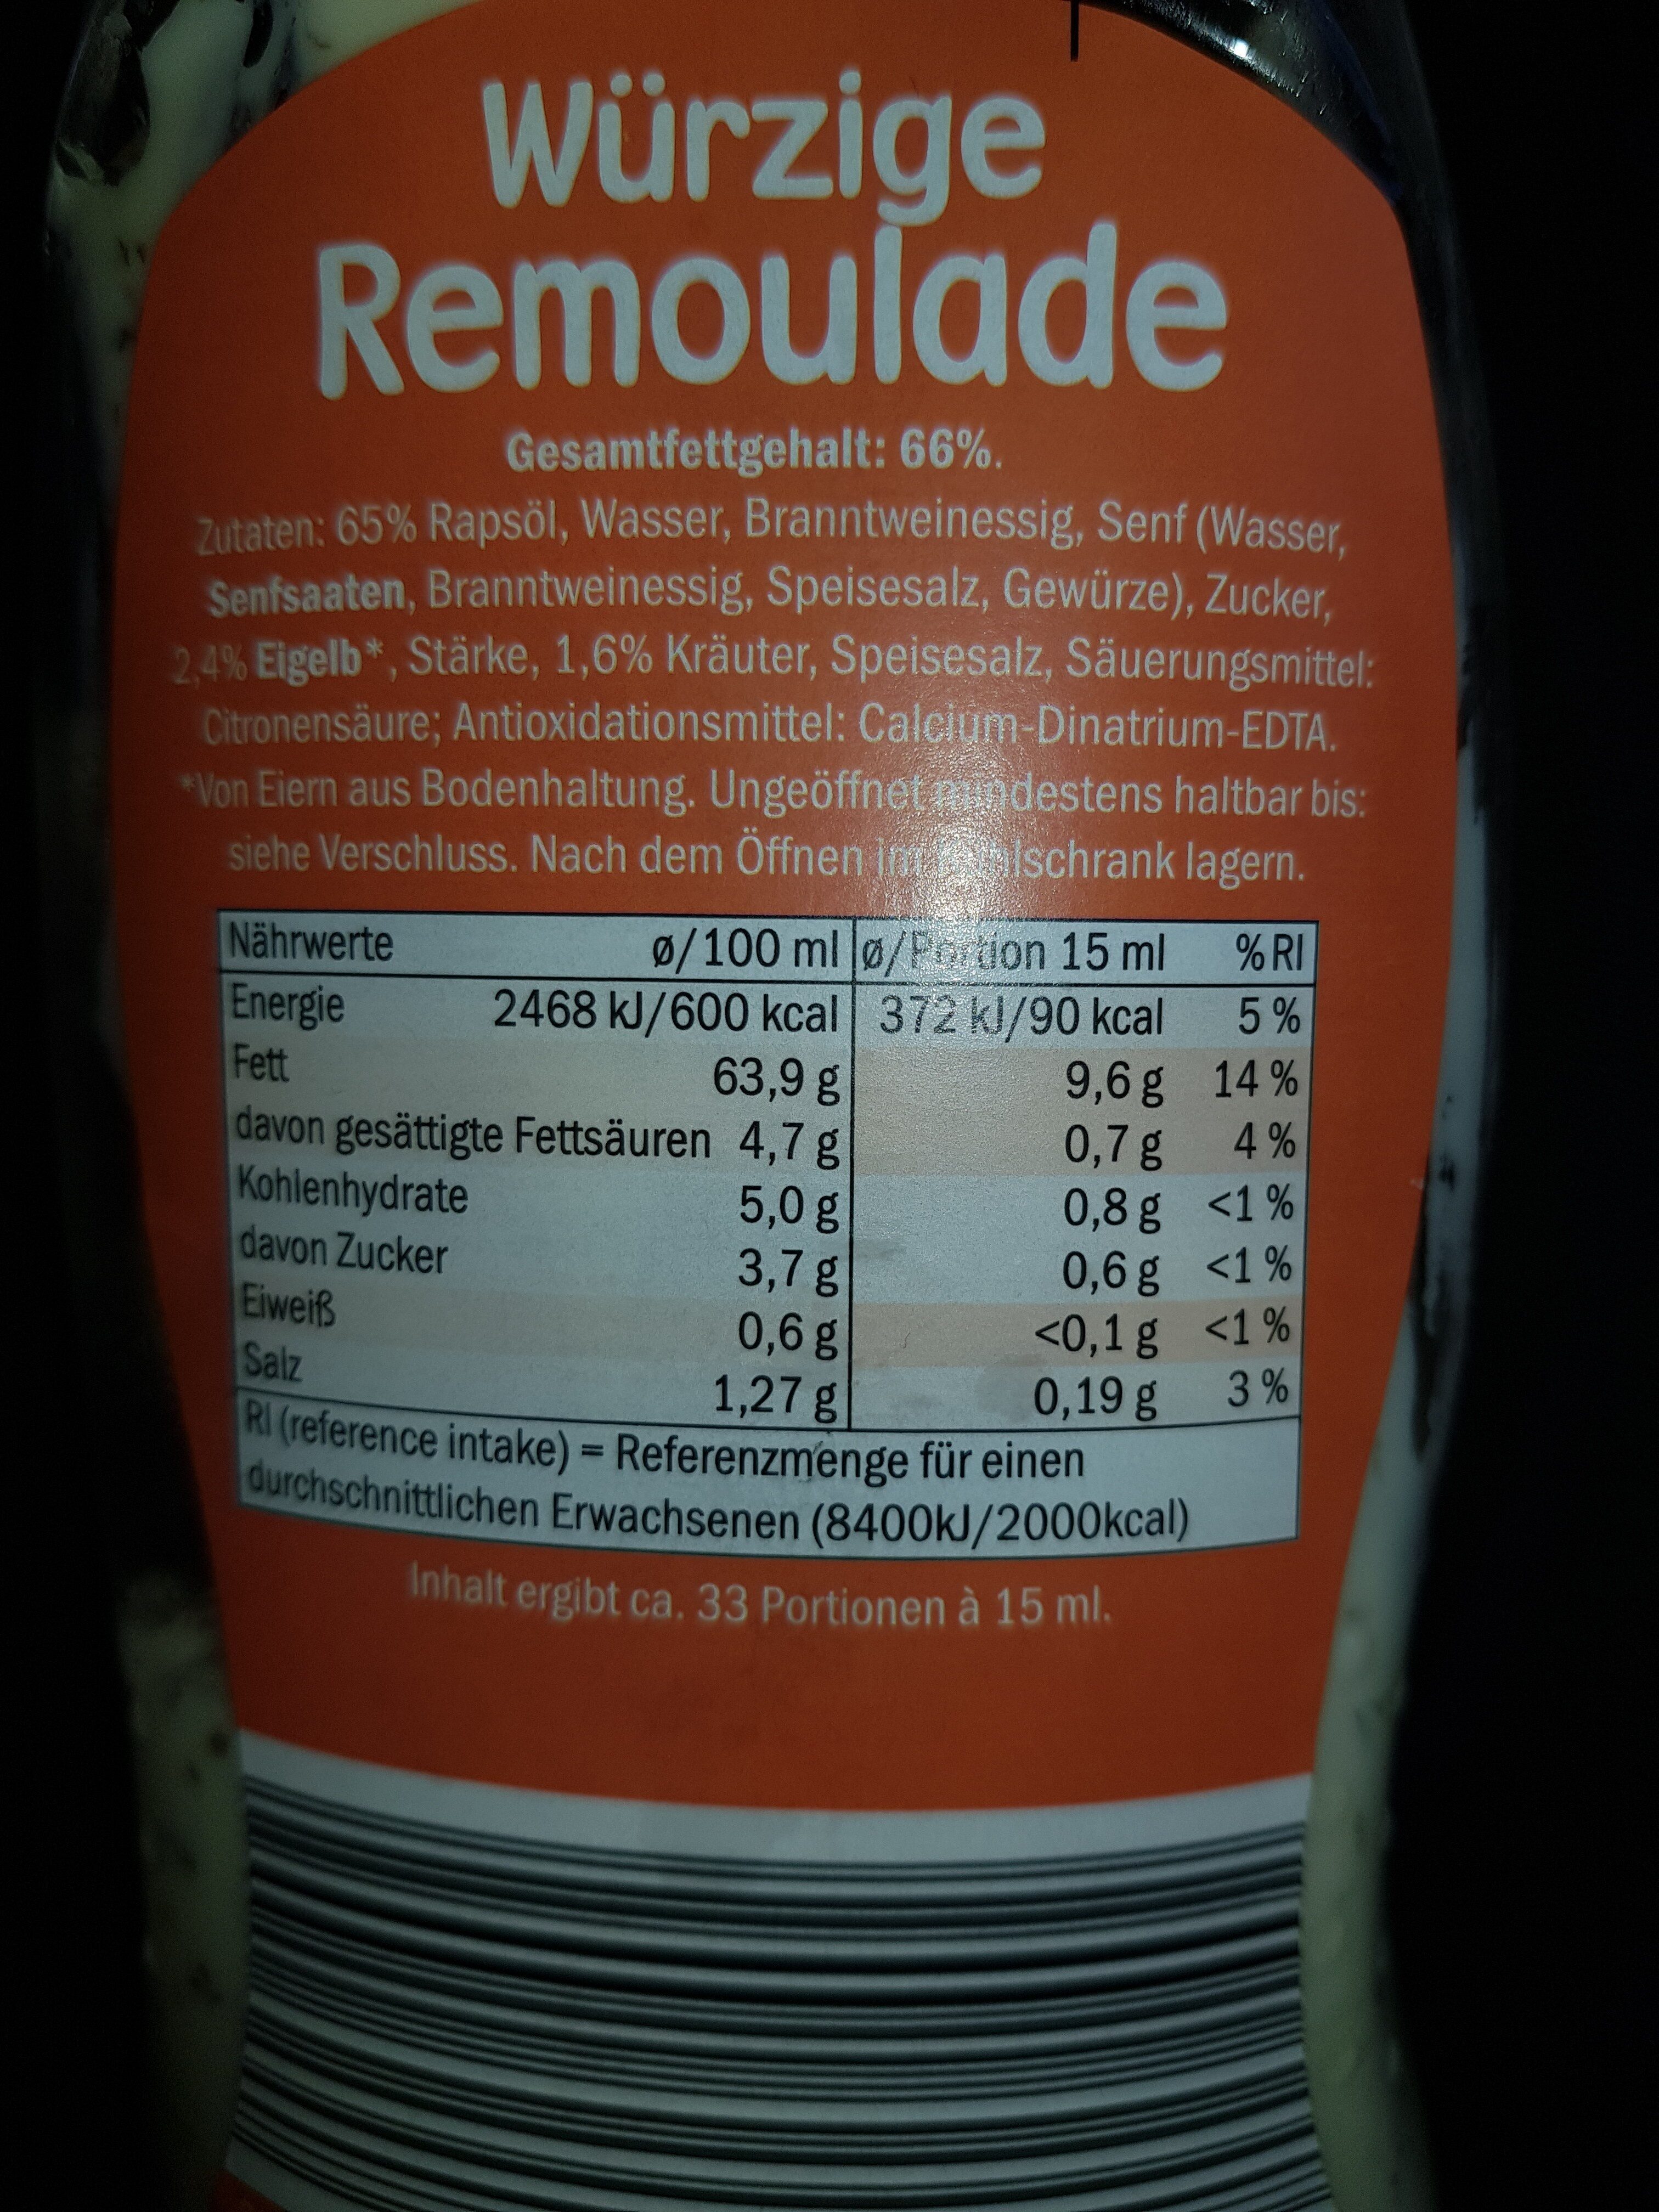 Würzige
Remoulade
Gesamtfettgehalt: 66%.
Zutaten: 65% Rapsöl, Wasser, Branntweinessig, Senf (Wasser,
Senfsaaten, Branntweinessig, Speisesalz, Gewürze), Zucker,
2,4% Eigelb*, Stärke, 1,6% Kräuter, Speisesalz, Säuerungsmittel:
Citronensäure; Antioxidationsmittel: Calcium-Dinatrium-EDTA.
*Von Eiern aus Bodenhaltung. Ungeöffnet mindestens haltbar bis:
siehe Verschluss. Nach dem Öffnen im Kühlschrank lagern.
Nährwerte ø/100 ml ø/Portion 15 ml % RI
Energie 2468 kJ/600 kcal 372 kJ/90 kcal 5 %
Fett 63,9 g 9,6 g 14 %
davon gesättigte Fettsäuren 4,7 g 0,7 g 4 %
Kohlenhydrate 5,0 g 0,8 g <1 %
davon Zucker 3,7 g 0,6 g <1 %
Eiweiß 0,6 g <0,1 g <1 %
Salz 1,27 g 0,19 g 3 %
RI (reference intake) = Referenzmenge für einen
durchschnittlichen Erwachsenen (8400kJ/2000kcal)
Inhalt ergibt ca. 33 Portionen à 15 ml.